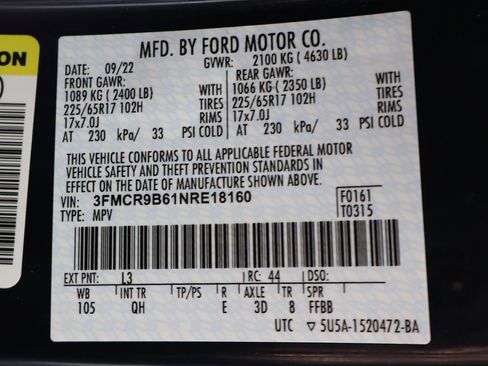 ON
MFD. BY FORD MOTOR CO.
DATE: 09/22 GVWR: 2100 KG (4630 LB)
FRONT GAWR: REAR GAWR:
1089 KG (2400 LB) 1066 KG (2350 LB)
225/65R17 102H TIRES 225/65R17 102H TIRES
17x7.0J RIMS 17x7.0J RIMS
AT 230 kPa/ 33 PSI COLD AT 230 kPa/ 33 PSI COLD
THIS VEHICLE CONFORMS TO ALL APPLICABLE FEDERAL MOTOR
VEHICLE SAFETY AND THEFT PREVENTION STANDARDS IN
EFFECT ON THE DATE OF MANUFACTURE SHOWN ABOVE.
VIN: 3FMCR9B61NRE18160 F0161
TYPE: MPV T0315
EXT PNT: L3 RC: 44 DSO:
WB INT TR TP/PS R AXLE TR SPR
105 QH E 3D 8 FFBB
UTC ▽5U5A-1520472-BA